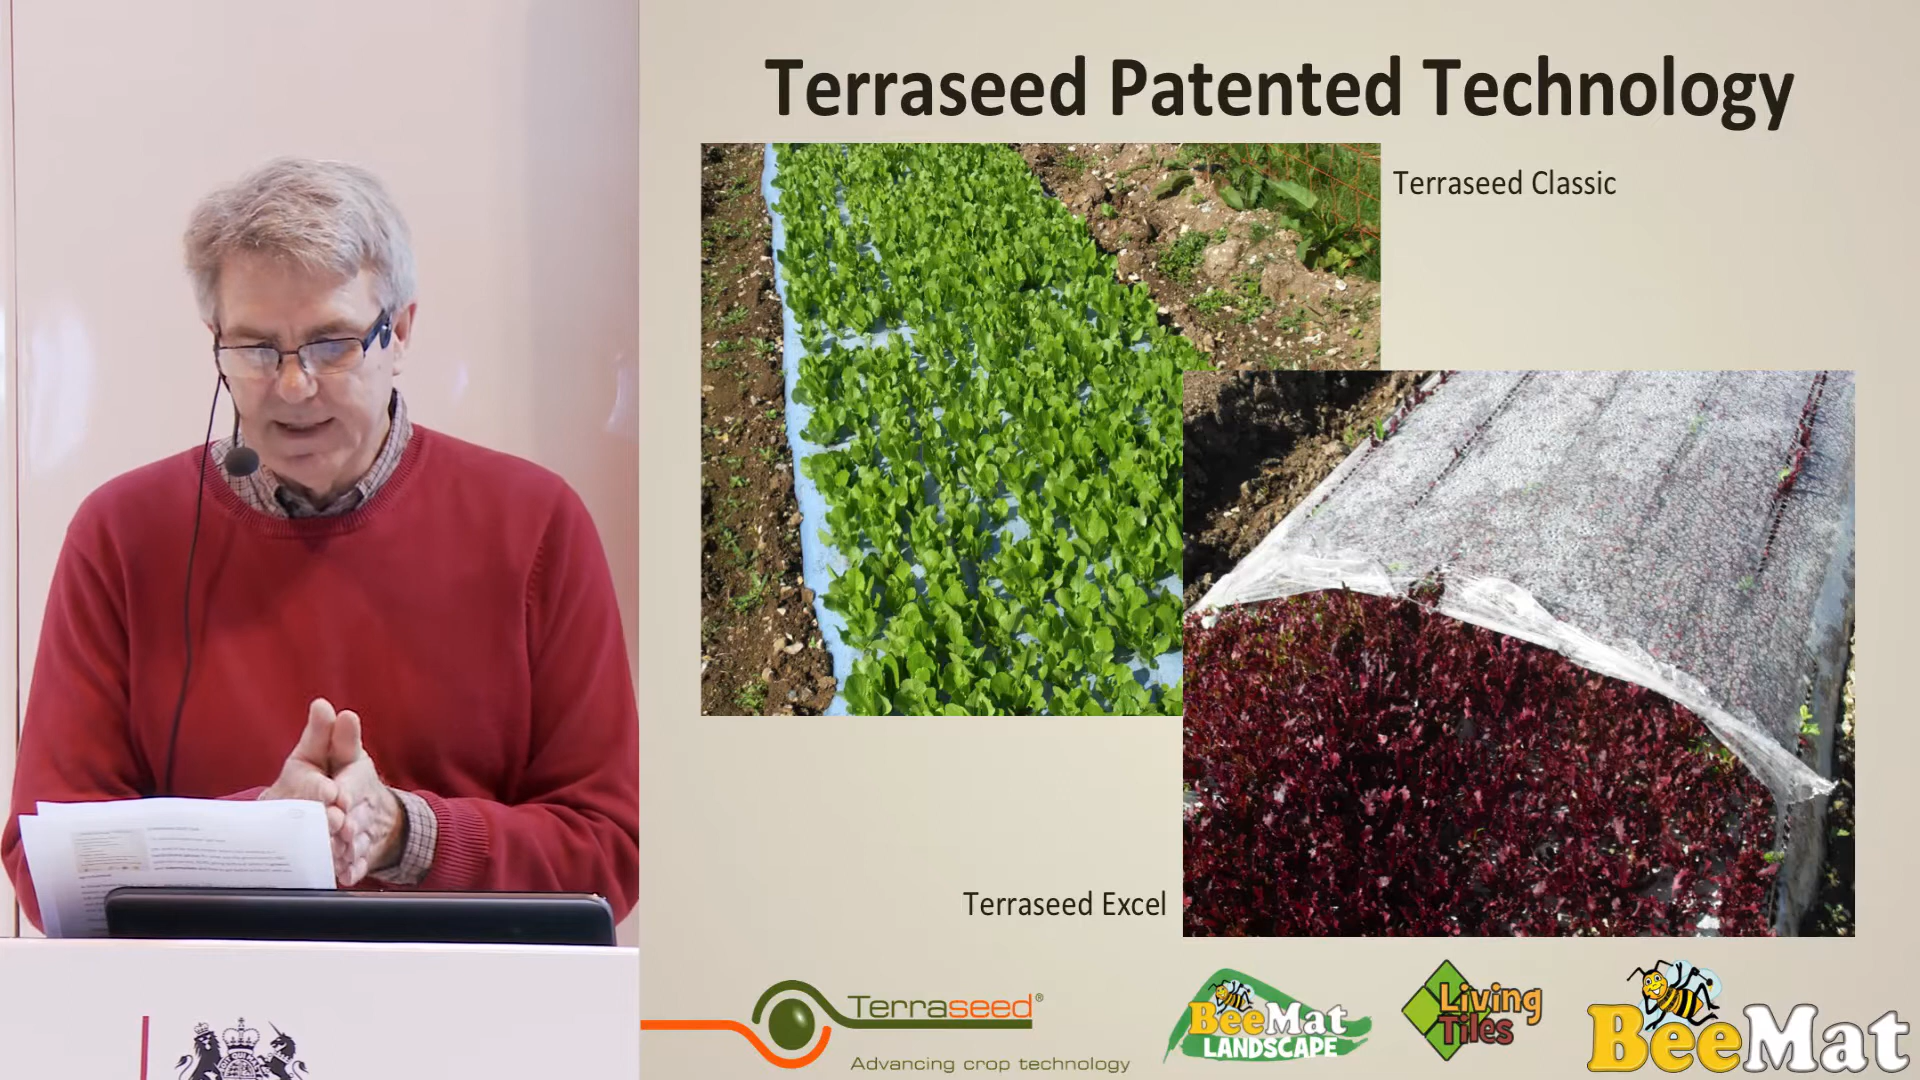 Terraseed Patented Technology
Terraseed Classic
Terraseed Excel
Terraseed®
Advancing crop technology
BeeMat
LANDSCAPE
Living
Tiles
BeeMat